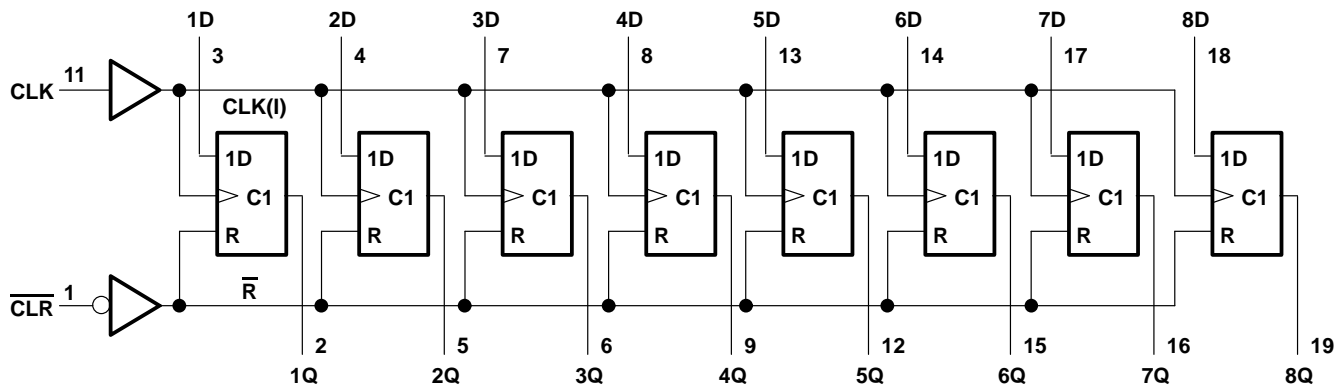 1D 2D 3D 4D 5D 6D 7D 8D
3 4 7 8 13 14 17 18
CLK 11
CLK(I)
1D 1D 1D 1D 1D 1D 1D 1D
C1 C1 C1 C1 C1 C1 C1 C1
R R R R R R R R
C̅L̅R̅ 1
R̅
2 5 6 9 12 15 16 19
1Q 2Q 3Q 4Q 5Q 6Q 7Q 8Q